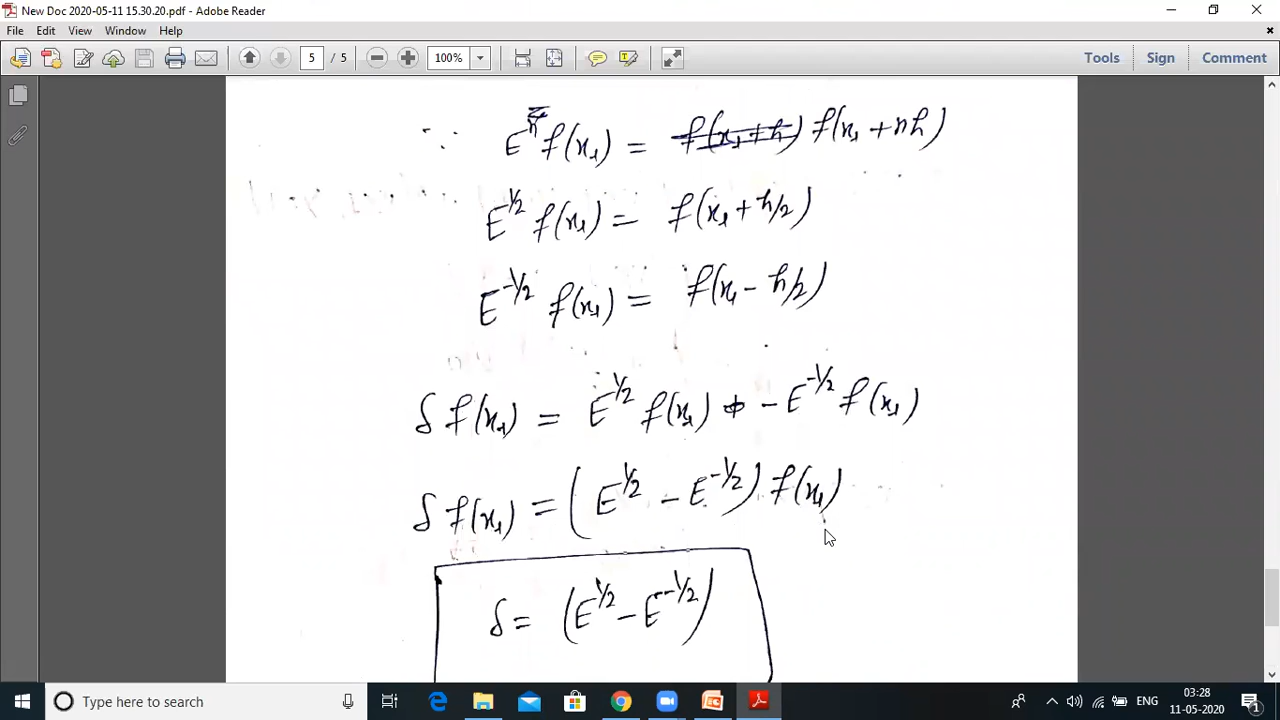 New Doc 2020-05-11 15.30.20.pdf - Adobe Reader
File Edit View Window Help
5 / 5 100% Tools Sign Comment
∵ Eⁿ f(x₁) = f(x₁+h) f(x₁+nh)
E^1/2 f(x₁) = f(x₁+h/2)
E^-1/2 f(x₁) = f(x₁-h/2)
δ f(x₁) = E^1/2 f(x₁) - E^-1/2 f(x₁)
δ f(x₁) = (E^1/2 - E^-1/2) f(x₁)
δ = (E^1/2 - E^-1/2)
Type here to search
ENG
03:28
11-05-2020
1